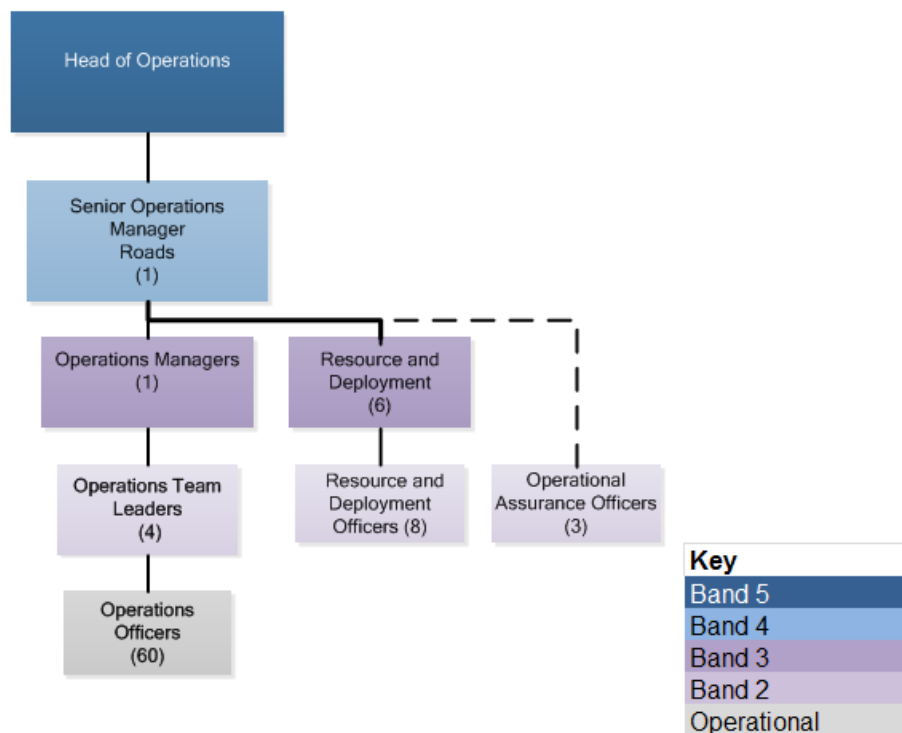 Head of Operations
Senior Operations
Manager
Roads
(1)
Operations Managers
(1)
Resource and
Deployment
(6)
Operations Team
Leaders
(4)
Resource and
Deployment
Officers (8)
Operational
Assurance Officers
(3)
Operations
Officers
(60)
Key
Band 5
Band 4
Band 3
Band 2
Operational